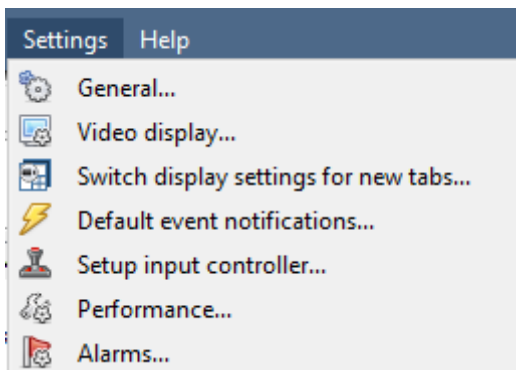 Settings Help
General...
Video display...
Switch display settings for new tabs...
Default event notifications...
Setup input controller...
Performance...
Alarms...